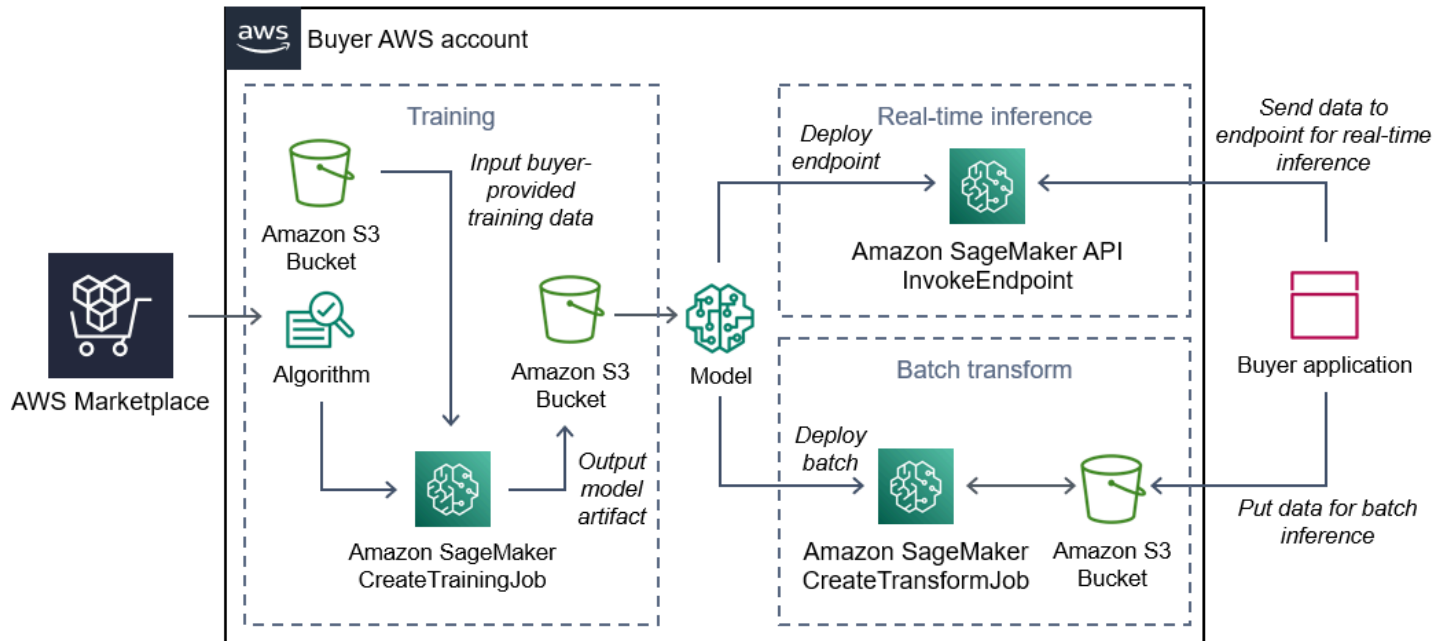 aws
Buyer AWS account
Training
Input buyer-
provided
training data
Amazon S3
Bucket
Algorithm
AWS Marketplace
Amazon S3
Bucket
Output
model
artifact
Amazon SageMaker
CreateTrainingJob
Model
Real-time inference
Deploy
endpoint
Amazon SageMaker API
InvokeEndpoint
Batch transform
Deploy
batch
Amazon SageMaker
CreateTransformJob
Amazon S3
Bucket
Send data to
endpoint for real-time
inference
Buyer application
Put data for batch
inference